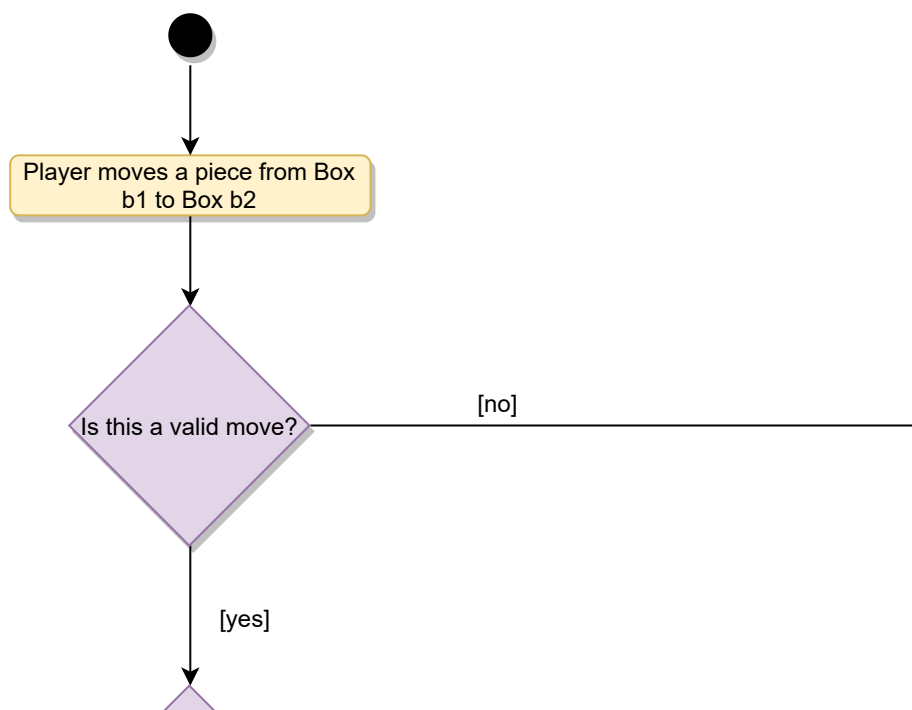 Player moves a piece from Box
b1 to Box b2
[no]
Is this a valid move?
[yes]